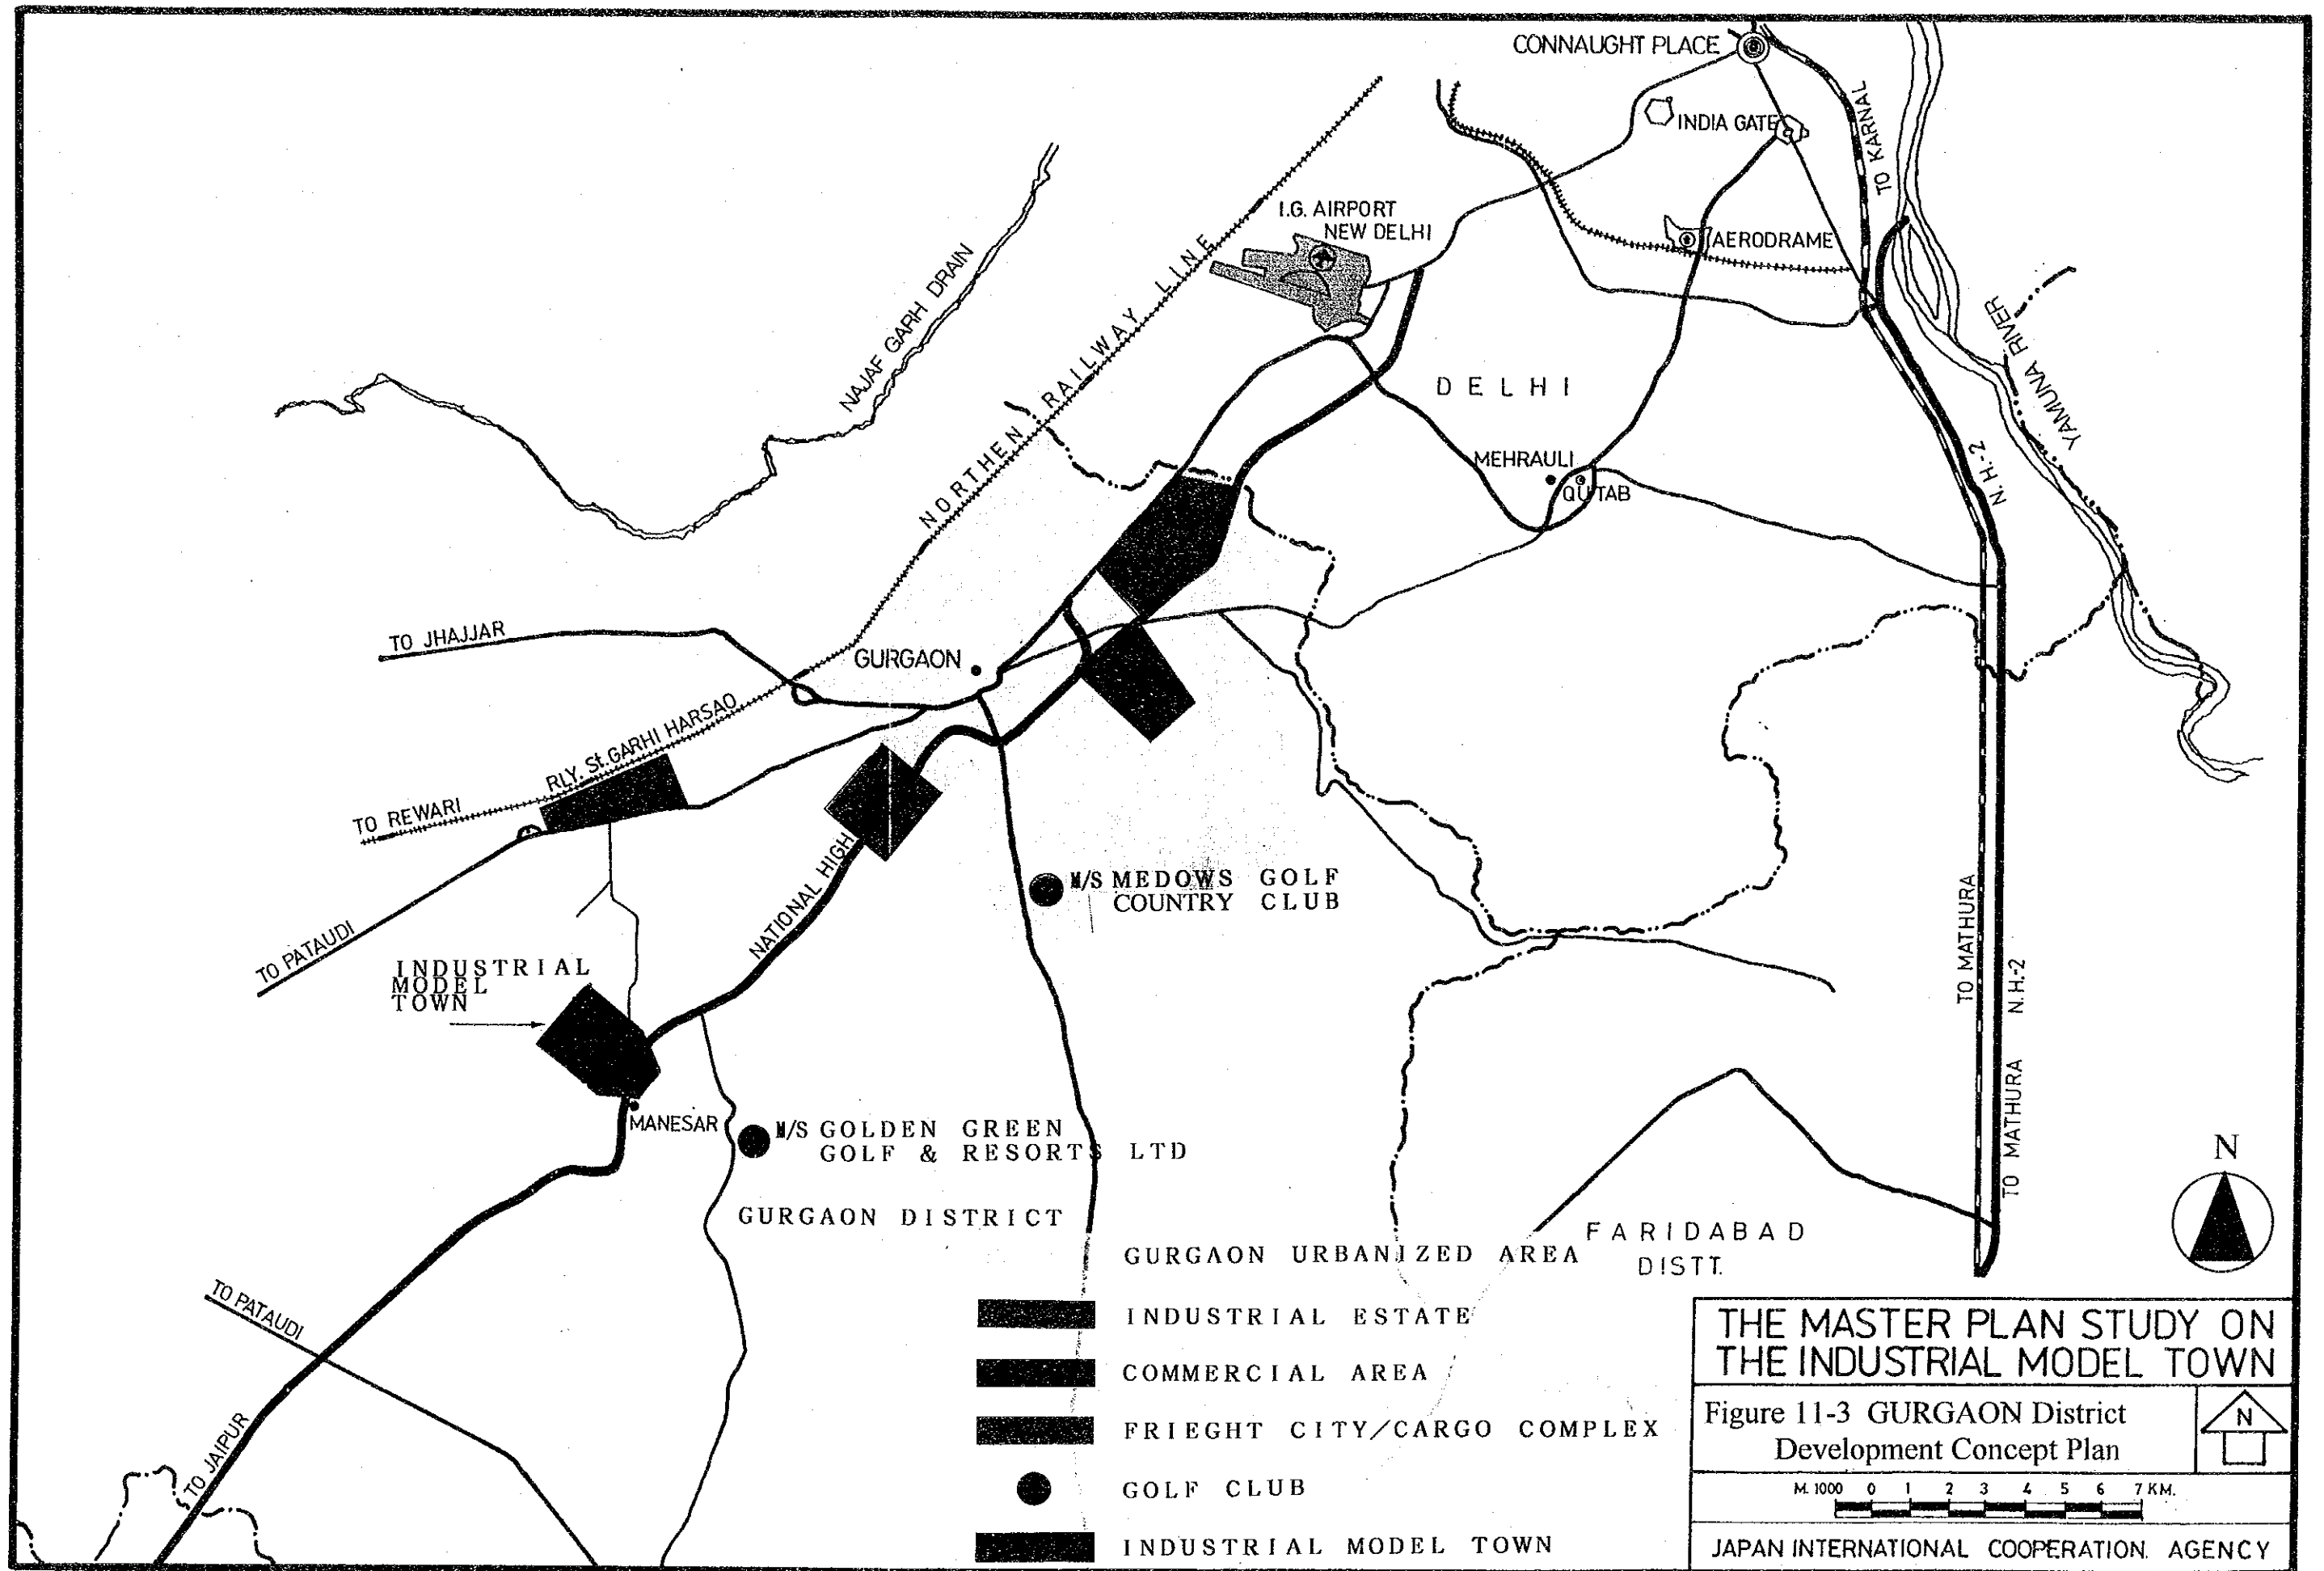 CONNAUGHT PLACE
INDIA GATE
TO KARNAL
I.G. AIRPORT
NEW DELHI
AERODRAME
NAJAF GARH DRAIN
NORTHEN RAILWAY LINE
YAMUNA RIVER
DELHI
MEHRAULI
QUTAB
N.H.-2
TO JHAJJAR
GURGAON
RLY. St. GARHI HARSAO
TO REWARI
NATIONAL HIGH
M/S MEDOWS GOLF
COUNTRY CLUB
TO PATAUDI
INDUSTRIAL
MODEL
TOWN
TO MATHURA
N.H.-2
TO MATHURA
MANESAR
M/S GOLDEN GREEN
GOLF & RESORTS LTD
N
GURGAON DISTRICT
FARIDABAD
DISTT.
TO PATAUDI
TO JAIPUR
GURGAON URBANIZED AREA
INDUSTRIAL ESTATE
COMMERCIAL AREA
FRIEGHT CITY/CARGO COMPLEX
GOLF CLUB
INDUSTRIAL MODEL TOWN
THE MASTER PLAN STUDY ON
THE INDUSTRIAL MODEL TOWN
Figure 11-3 GURGAON District
Development Concept Plan
N
M. 1000 0 1 2 3 4 5 6 7 KM.
JAPAN INTERNATIONAL COOPERATION. AGENCY